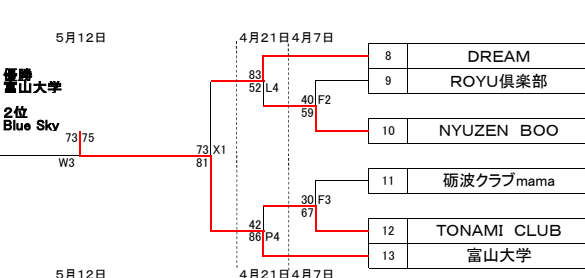 5月12日
4月21日 4月7日
優勝
富山大学
2位
Blue Sky
8 DREAM
83
52 L4
9 ROYU倶楽部
40 F2
59
10 NYUZEN BOO
73 75
W3
73 X1
81
11 砺波クラブmama
30 F3
67
42
86 P4
12 TONAMI CLUB
13 富山大学
5月12日
4月21日 4月7日